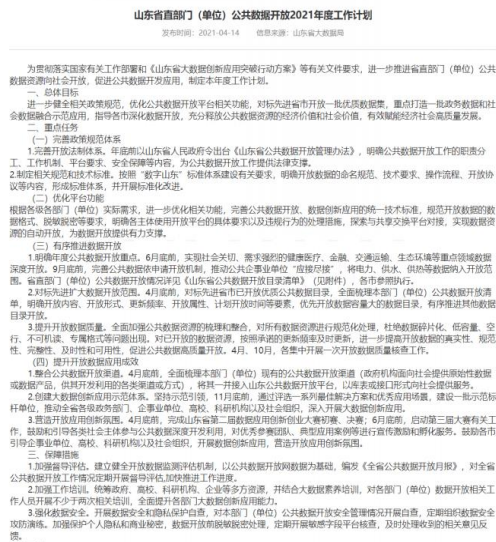 山东省直部门（单位）公共数据开放2021年度工作计划
发布时间：2021-04-14 信息来源：山东省大数据局
为贯彻落实国家有关工作部署和《山东省大数据创新应用突破行动方案》等有关文件要求，进一步推进省直部门（单位）公共
数据资源向社会开放，促进公共数据开发应用，制定本年度工作计划。
一、总体目标
进一步健全相关政策规范，优化公共数据开放平台相关功能，对标先进省市开放一批优质数据集，重点打造一批政务数据和社
会数据融合示范应用，指导各市深化数据开放，充分释放公共数据资源的经济价值和社会价值，有效赋能经济社会高质量发展。
二、重点任务
（一）完善政策规范体系
1.完善开放法制体系。年底前以山东省人民政府令出台《山东省公共数据开放管理办法》，明确公共数据开放工作的职责分
工、工作机制、平台要求、安全保障等内容，为公共数据开放工作提供法律支撑。
2.制定相关规范和技术标准。按照“数字山东”标准体系建设有关要求，明确开放数据的命名规范、技术要求、操作流程、开放协
议等内容，形成标准体系，并开展标准化改进。
（二）优化平台功能
根据各级各部门（单位）实际需求，进一步优化相关功能，完善公共数据开放、数据创新应用的统一技术标准，规范开放数据的
数据格式、脱敏脱密等要求，明确各主体使用开放平台的具体要求以及违规行为的处理措施，探索与共享交换平台对接，实现数据资
源的自动开放，为数据开放提供有力支撑。
（三）有序推进数据开放
1.明确年度公共数据开放重点。6月底前，实现社会关切、需求强烈的健康医疗、金融、交通运输、生态环境等重点领域数据
深度开放。9月底前，完善公共数据依申请开放机制，推动公共企事业单位“应接尽接”，将电力、供水、供热等数据纳入开放范
围。省直部门（单位）公共数据开放情况详见《山东省公共数据开放目录清单》（见附件），各市参照执行。
2.对标先进扩大数据开放范围。4月底前，对标先进省市已开放优质公共数据目录，全面梳理本部门（单位）公共数据开放清
单，明确开放内容、开放形式、更新频率、开放属性、计划开放时间等要素，优先开放数据容量大的数据目录，有序推进其他数据
目录开放。
3.提升开放数据质量。全面加强公共数据资源的梳理和整合，对所有数据资源进行规范化处理，杜绝数据碎片化、低容量、空
行、不可机读、专属格式等问题出现。对已开放的数据资源，按照承诺的更新频率及时更新，进一步提高开放数据的真实性、规范
性、完整性、及时性和可用性，促进公共数据高质量开放。4月、10月，各集中开展一次开放数据质量核查工作。
（四）提升开放数据应用成效
1.整合公共数据开放渠道。4月底前，全面梳理本部门（单位）现有的公共数据开放渠道（政府机构面向社会提供原始性数据
或数据产品，供其开发利用的各类渠道或方式），将其一并接入山东公共数据开放平台，以库表或接口形式向社会提供服务。
2.创建大数据创新应用示范体系。坚持示范引领，11月底前，通过评选一系列最佳解决方案和优秀应用场景，建设一批示范标
杆单位，推动全省各级政务部门、企事业单位、高校、科研机构以及社会组织，深入开展大数据创新应用。
3.营造应用开放创新氛围。4月底前，完成山东省第二届数据应用创新创业大赛初赛、决赛；6月底前，启动第三届大赛有关工
作，鼓励和引导各类社会主体参与公共数据深度开发利用，对优秀参赛团队、典型应用案例等进行宣传激励和孵化服务。鼓励各市
引导企事业单位、高校、科研机构以及社会组织，开展数据创新应用，营造应用开放创新氛围。
三、保障措施
1.加强督导评估。建立健全开放数据监测评估机制，以公共数据开放网数据为基础，编发《全省公共数据开放月报》，对全省
公共数据开放工作情况定期开展督导评估,加快推进工作进度。
2.加强工作培训。统筹政府、高校、科研机构、企业等多方资源，并结合大数据素养培训，对各部门（单位）数据开放相关工
作人员开展不少于两次相关培训，全面提升各部门大数据创新应用能力。
3.强化数据安全。开展数据安全和隐私保护自查，对本部门（单位）公共数据开放安全管理情况开展自查，定期组织数据安全
攻防演练。加强保护个人隐私和商业秘密，数据开放前脱敏脱密处理，定期开展敏感字段平台核查，及时处理收到的相关意见反
馈。